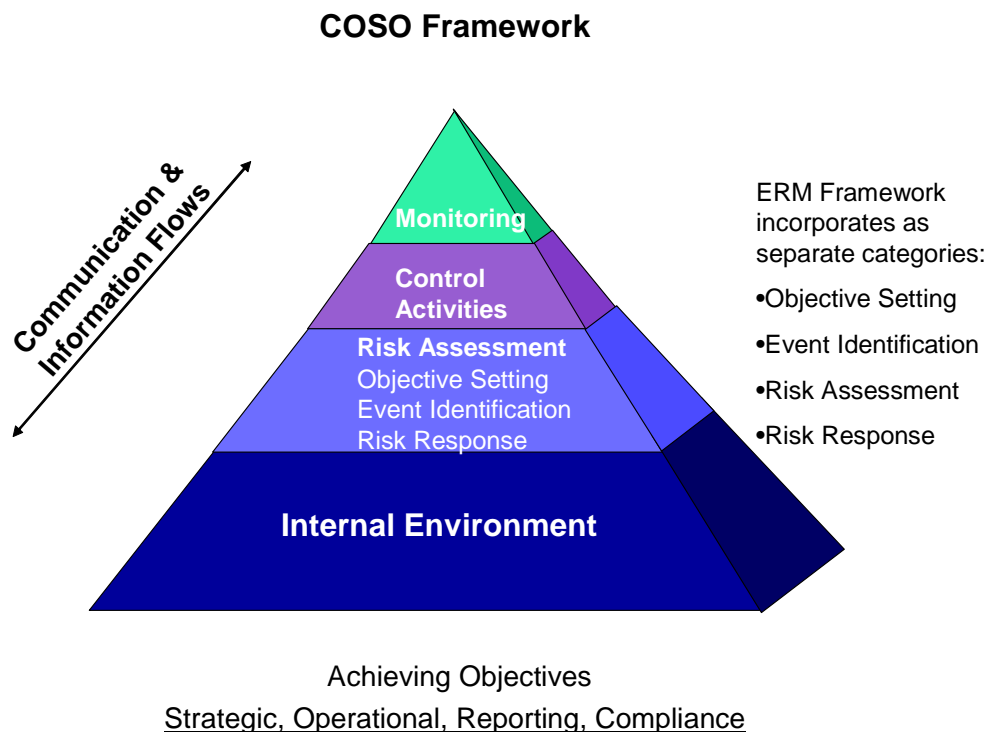 COSO Framework
Communication &
Information Flows
Monitoring
Control
Activities
Risk Assessment
Objective Setting
Event Identification
Risk Response
Internal Environment
ERM Framework
incorporates as
separate categories:
•Objective Setting
•Event Identification
•Risk Assessment
•Risk Response
Achieving Objectives
Strategic, Operational, Reporting, Compliance